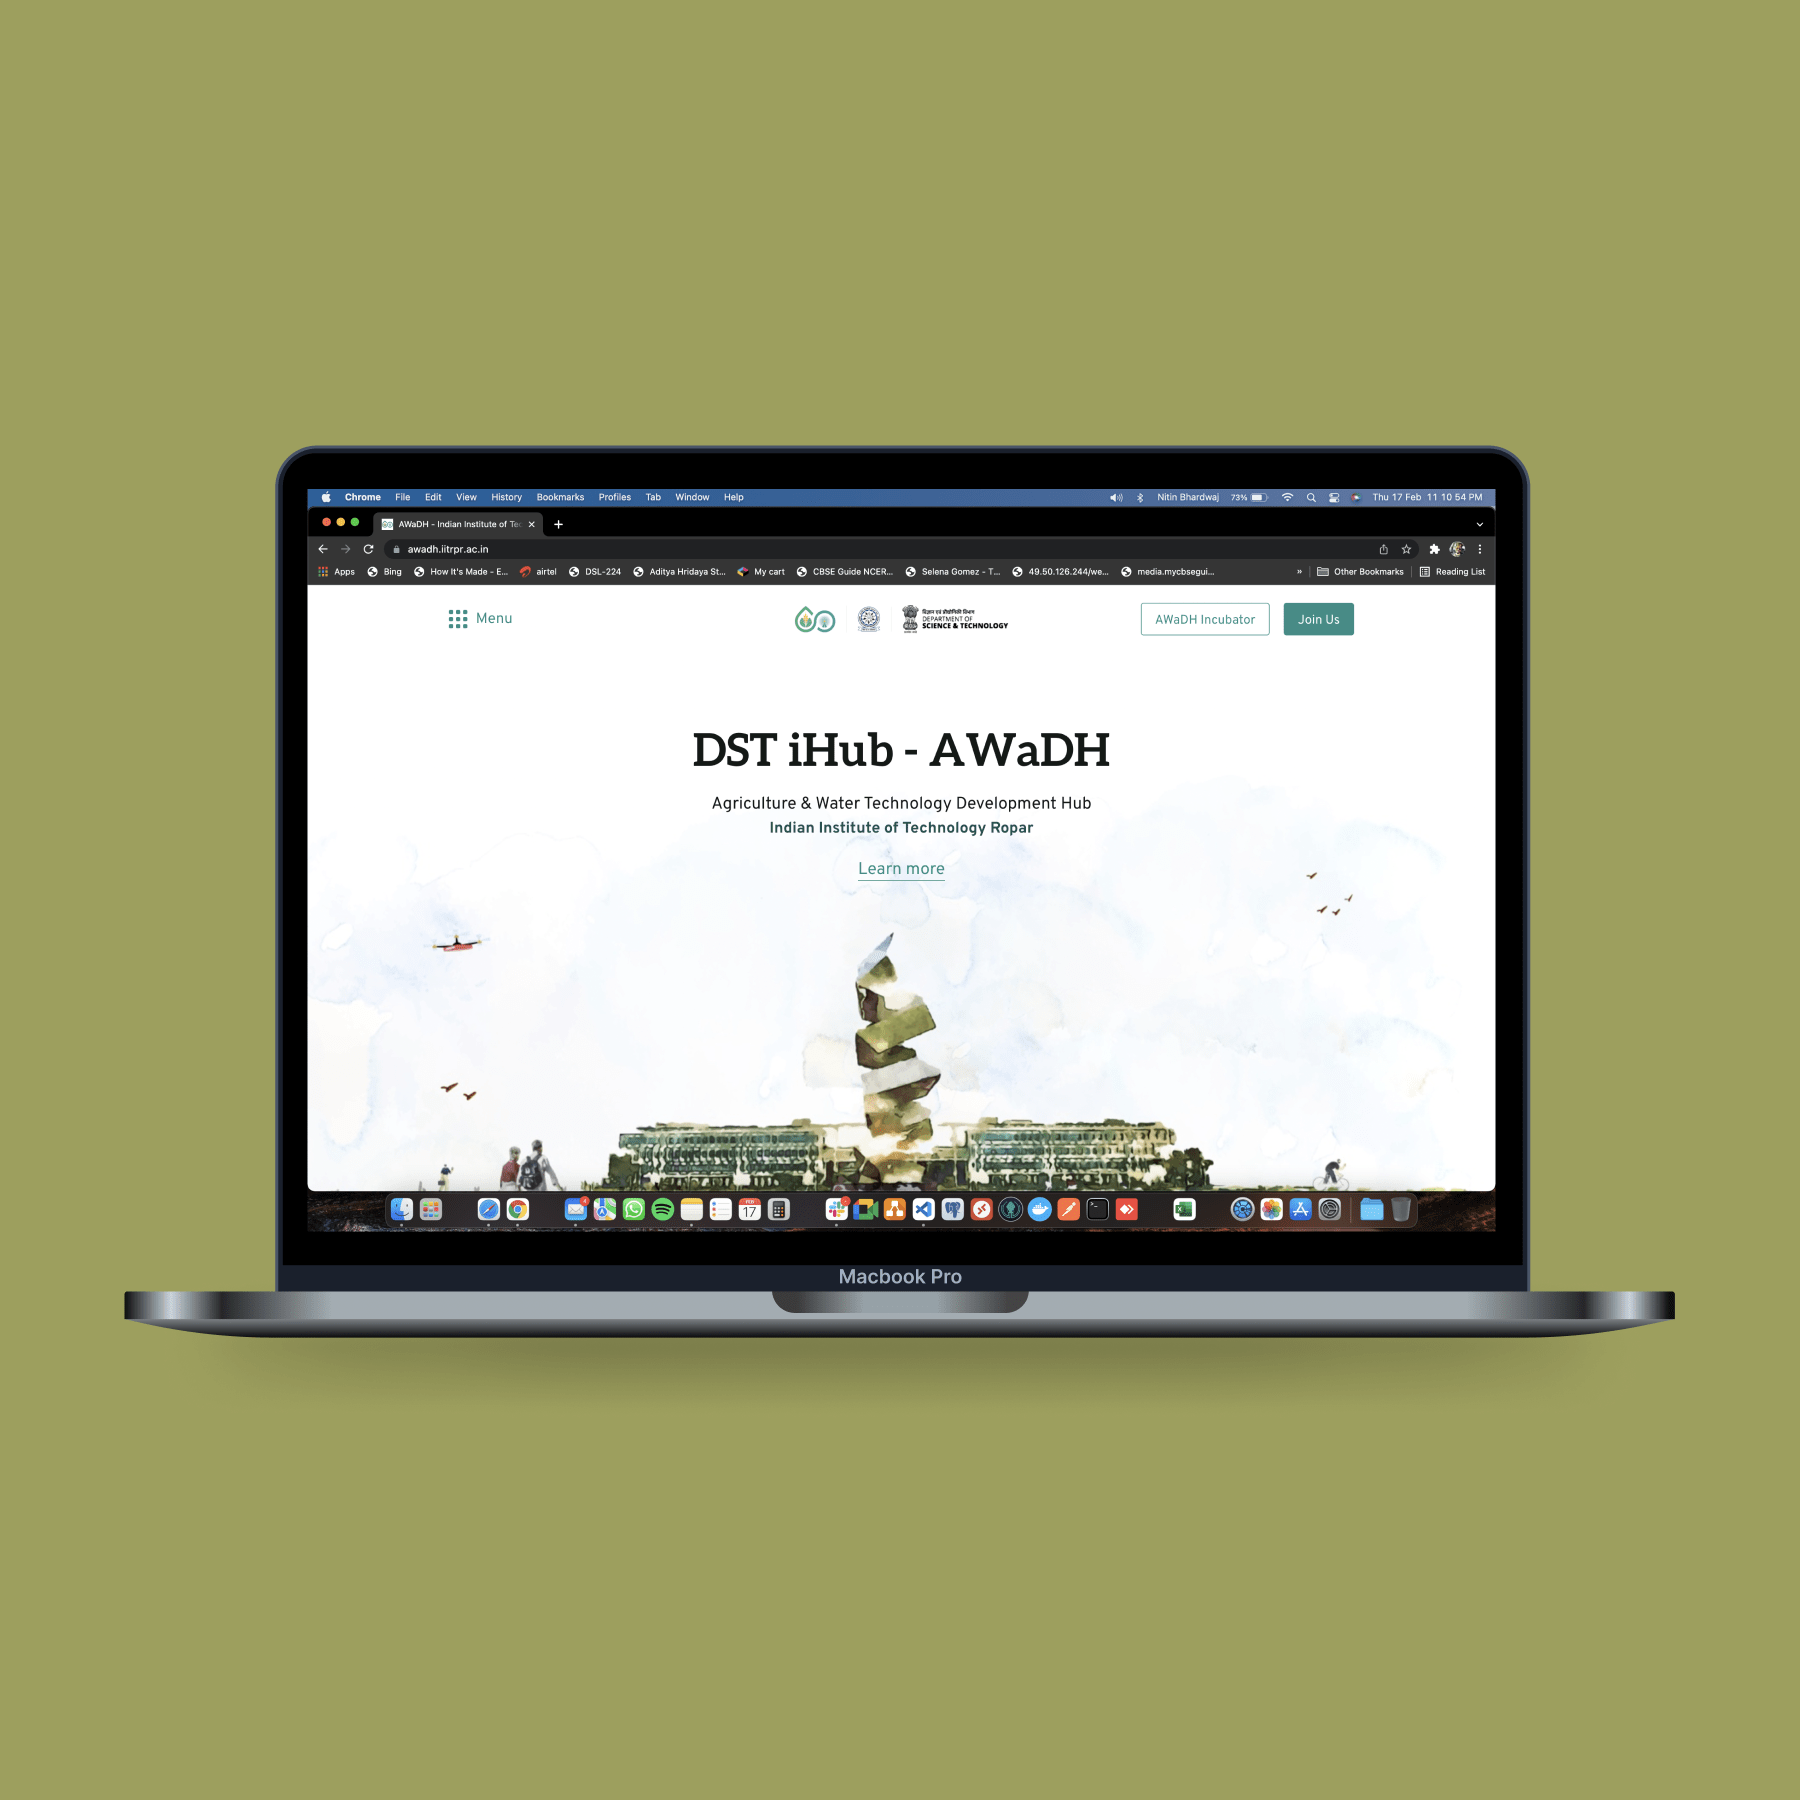 Chrome File Edit View History Bookmarks Profiles Tab Window Help Nitin Bhardwaj 73% Thu 17 Feb 11 10 54 PM
AWaDH - Indian Institute of Tec
awadh.iitrpr.ac.in
Apps Bing How It's Made - E... airtel DSL-224 Aditya Hridaya St... My cart CBSE Guide NCER... Selena Gomez - T... 49.50.126.244/we... media.mycbsegui... » Other Bookmarks Reading List
Menu
विज्ञान एवं प्रौद्योगिकी विभाग
DEPARTMENT OF
SCIENCE & TECHNOLOGY
AWaDH Incubator
Join Us
DST iHub - AWaDH
Agriculture & Water Technology Development Hub
Indian Institute of Technology Ropar
Learn more
FEB
17
Macbook Pro